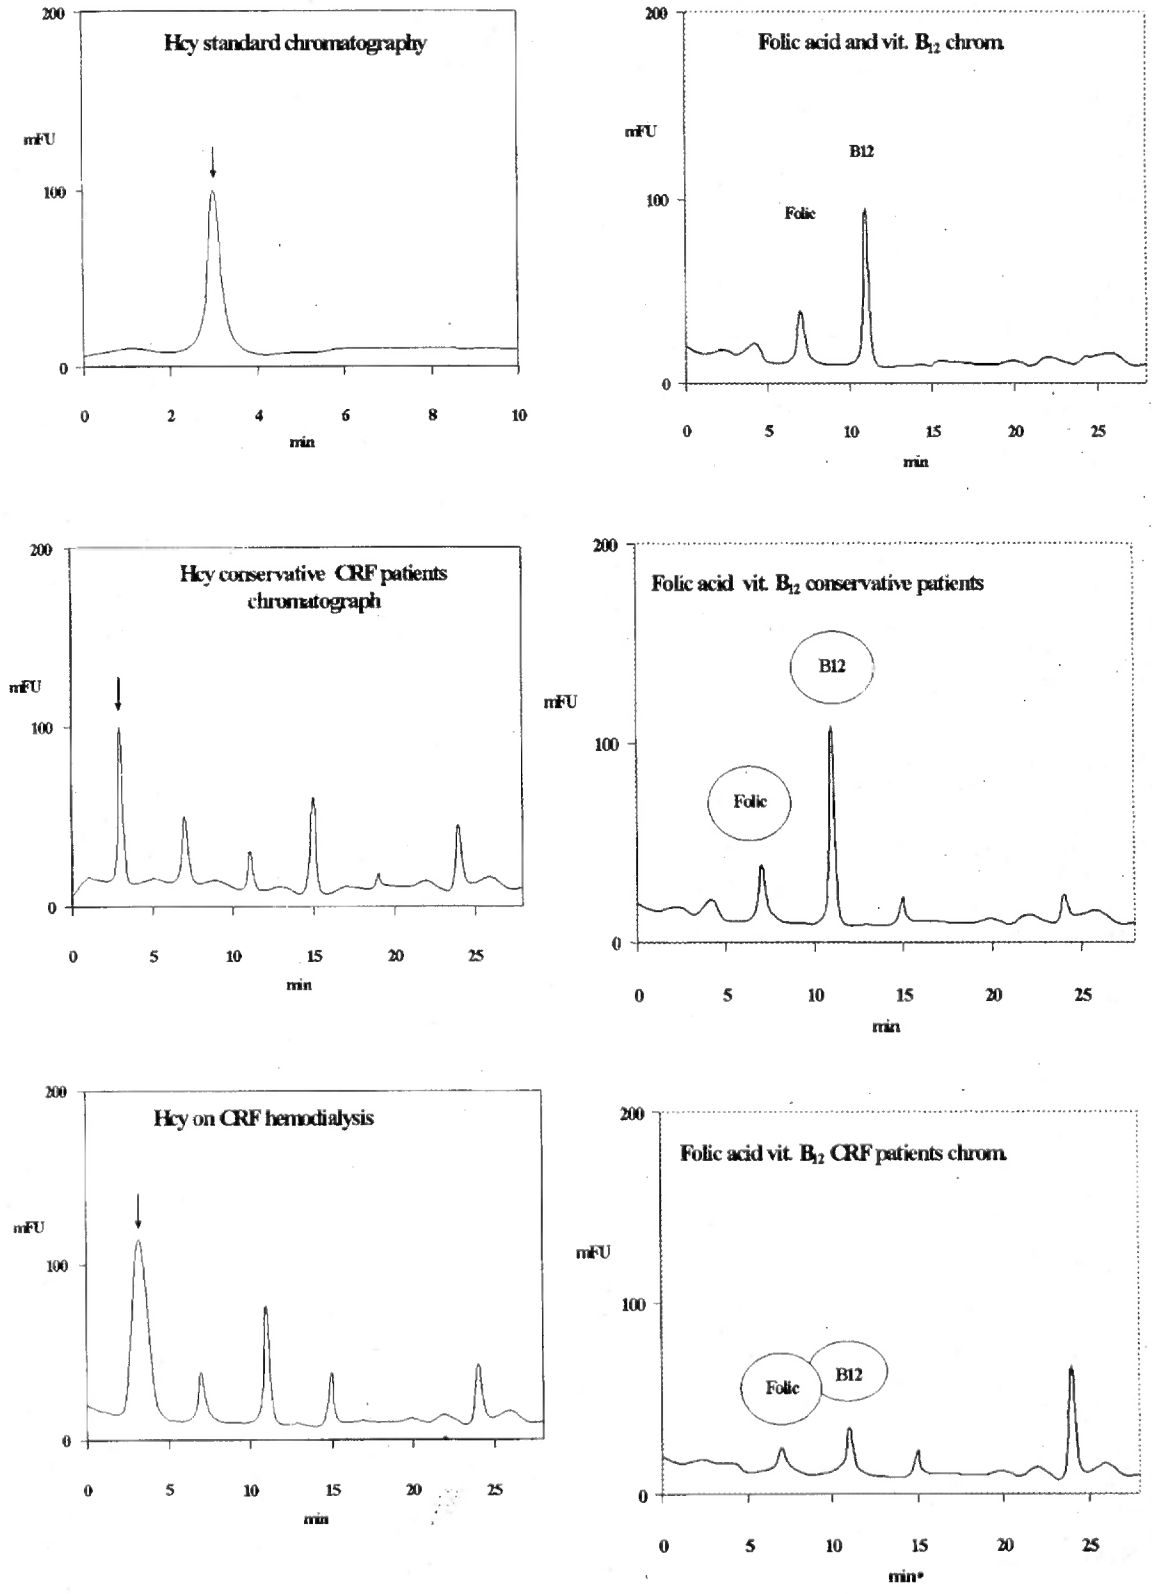 Hcy standard chromatography
200
mFU
100
0
0 2 4 6 8 10
min
Folic acid and vit. B12 chrom.
200
mFU
B12
100
Folic
0
0 5 10 15 20 25
min
Hcy conservative CRF patients
chromatograph
200
mFU
100
0
0 5 10 15 20 25
min
Folic acid vit. B12 conservative patients
200
B12
mFU
100
Folic
0
0 5 10 15 20 25
min
Hcy on CRF hemodialysis
200
mFU
100
0
0 5 10 15 20 25
min
Folic acid vit. B12 CRF patients chrom.
200
mFU
100
Folic B12
0
0 5 10 15 20 25
min*